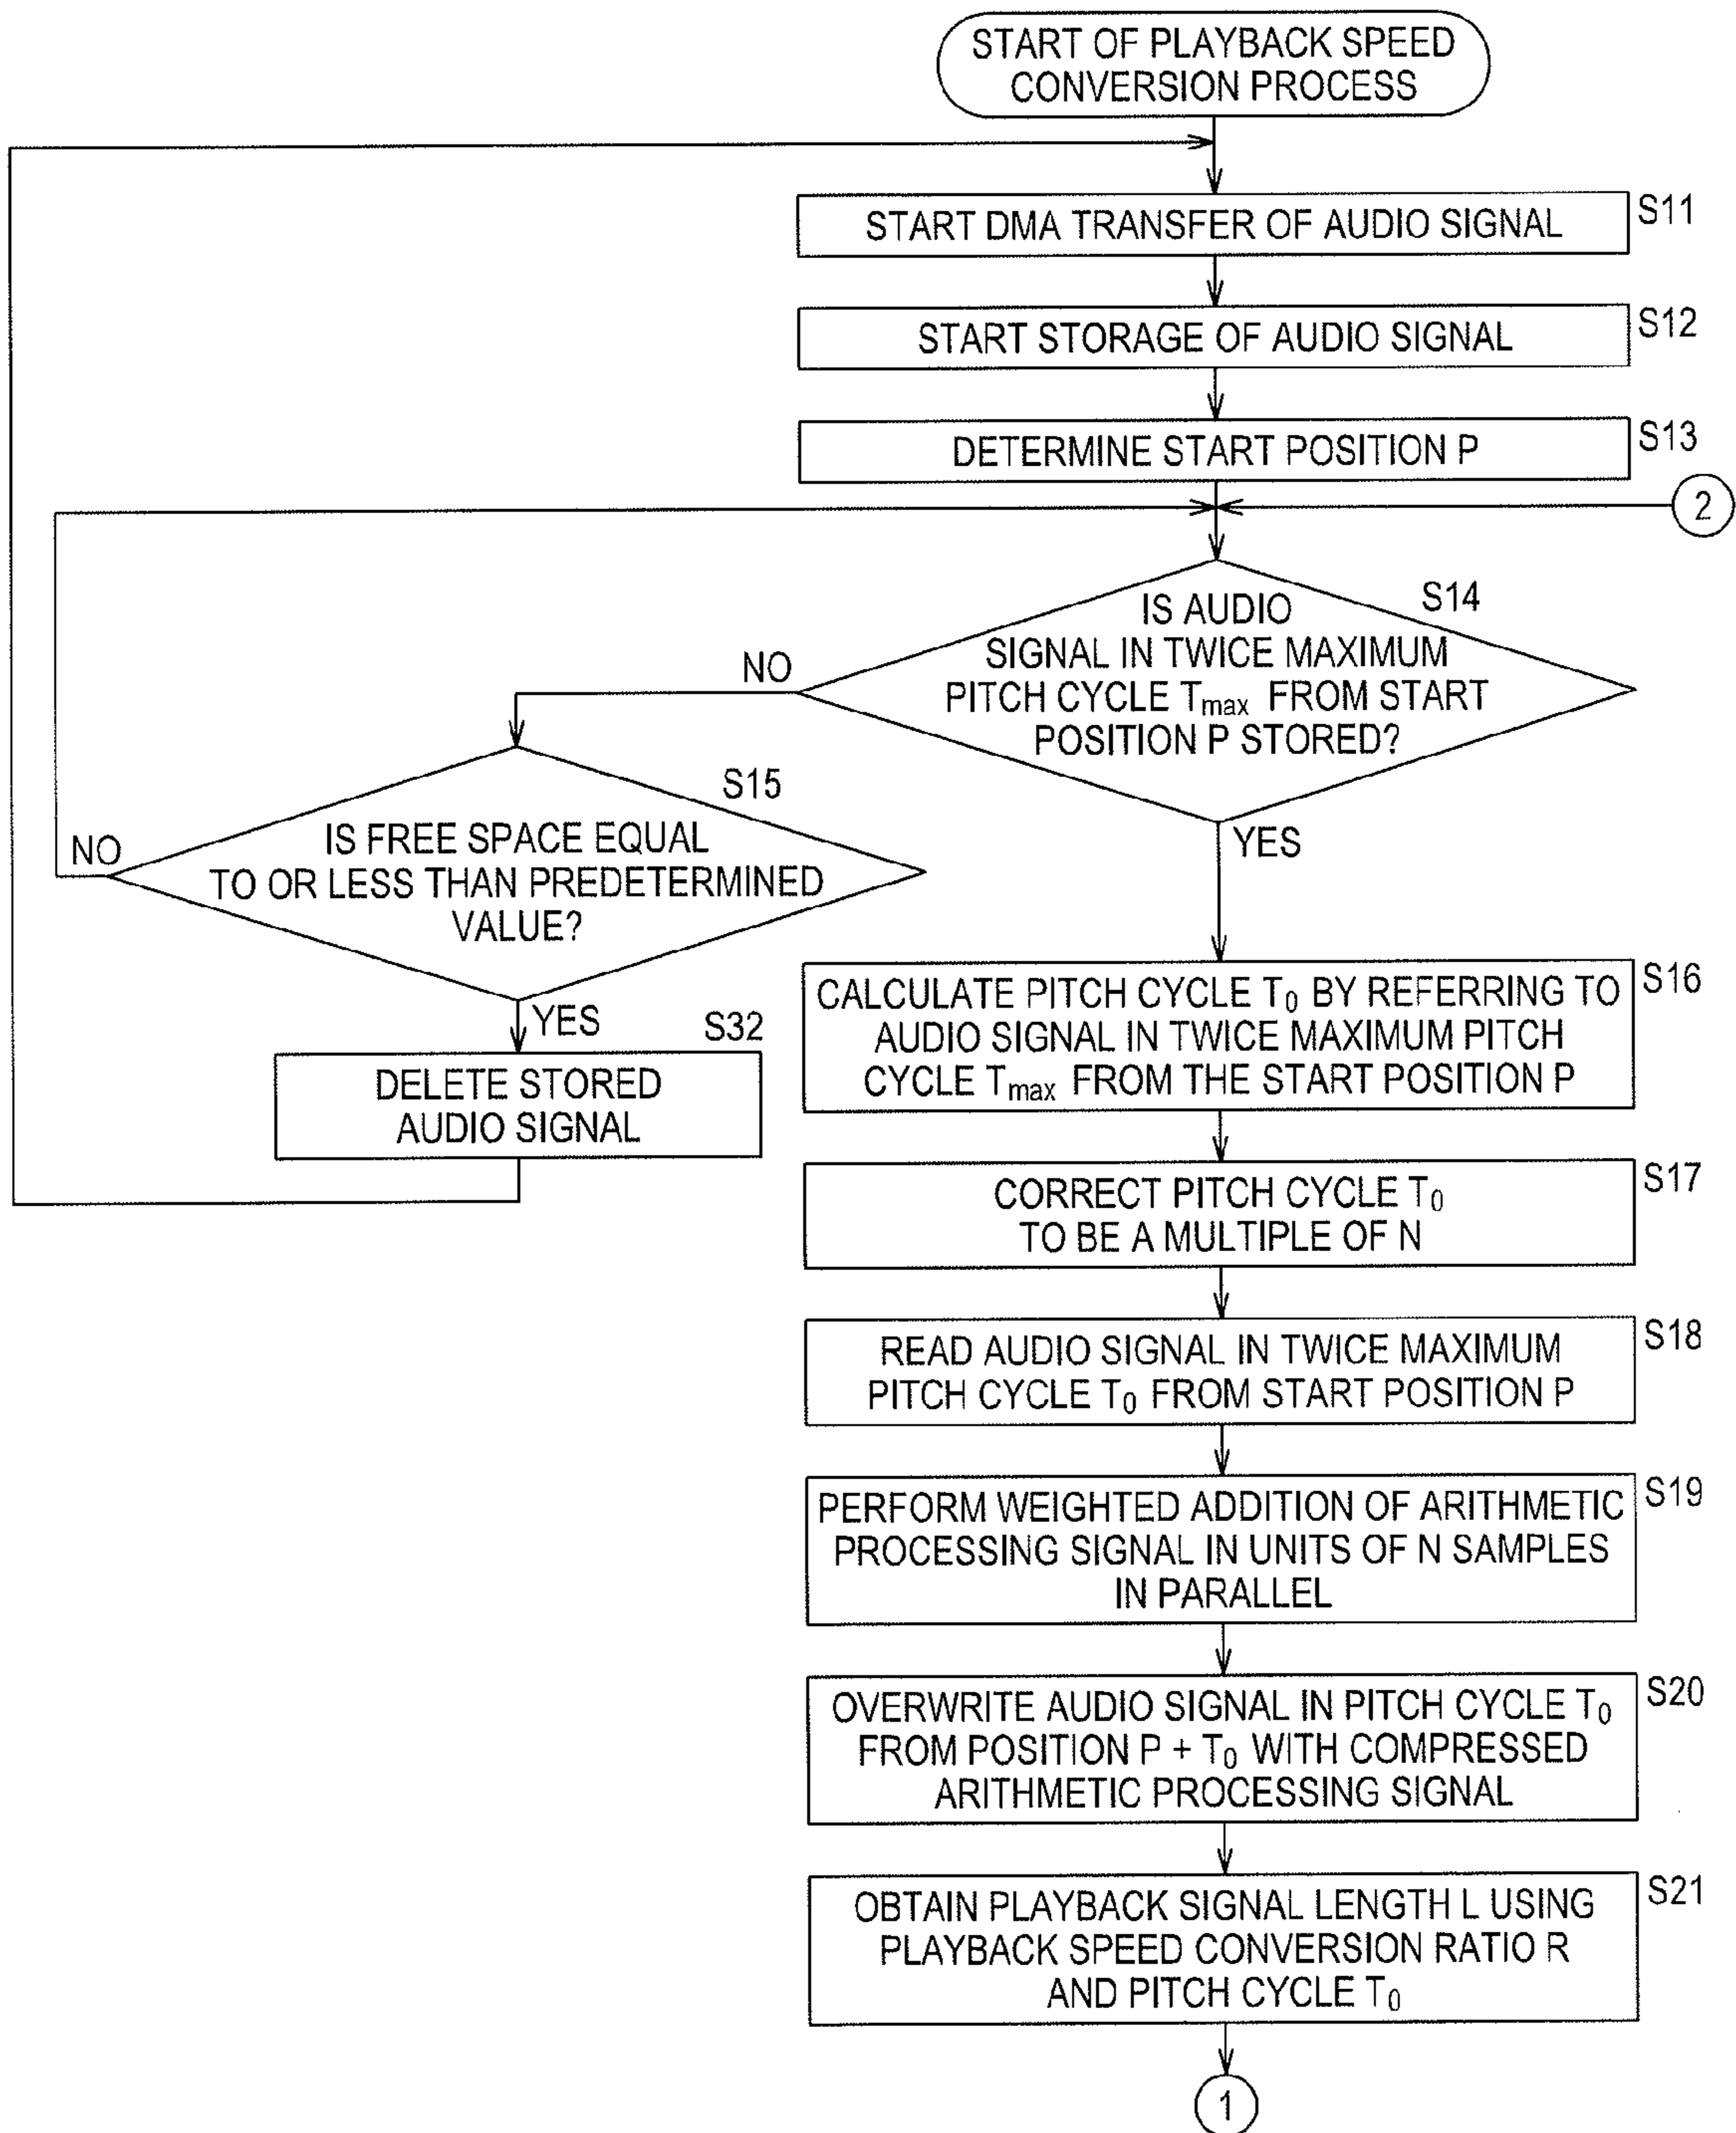 START OF PLAYBACK SPEED
CONVERSION PROCESS
START DMA TRANSFER OF AUDIO SIGNAL
S11
START STORAGE OF AUDIO SIGNAL
S12
DETERMINE START POSITION P
S13
2
S14
IS AUDIO
SIGNAL IN TWICE MAXIMUM
PITCH CYCLE Tmax FROM START
POSITION P STORED?
NO
YES
S15
IS FREE SPACE EQUAL
TO OR LESS THAN PREDETERMINED
VALUE?
NO
YES
S32
DELETE STORED
AUDIO SIGNAL
CALCULATE PITCH CYCLE T0 BY REFERRING TO
AUDIO SIGNAL IN TWICE MAXIMUM PITCH
CYCLE Tmax FROM THE START POSITION P
S16
CORRECT PITCH CYCLE T0
TO BE A MULTIPLE OF N
S17
READ AUDIO SIGNAL IN TWICE MAXIMUM
PITCH CYCLE T0 FROM START POSITION P
S18
PERFORM WEIGHTED ADDITION OF ARITHMETIC
PROCESSING SIGNAL IN UNITS OF N SAMPLES
IN PARALLEL
S19
OVERWRITE AUDIO SIGNAL IN PITCH CYCLE T0
FROM POSITION P + T0 WITH COMPRESSED
ARITHMETIC PROCESSING SIGNAL
S20
OBTAIN PLAYBACK SIGNAL LENGTH L USING
PLAYBACK SPEED CONVERSION RATIO R
AND PITCH CYCLE T0
S21
1